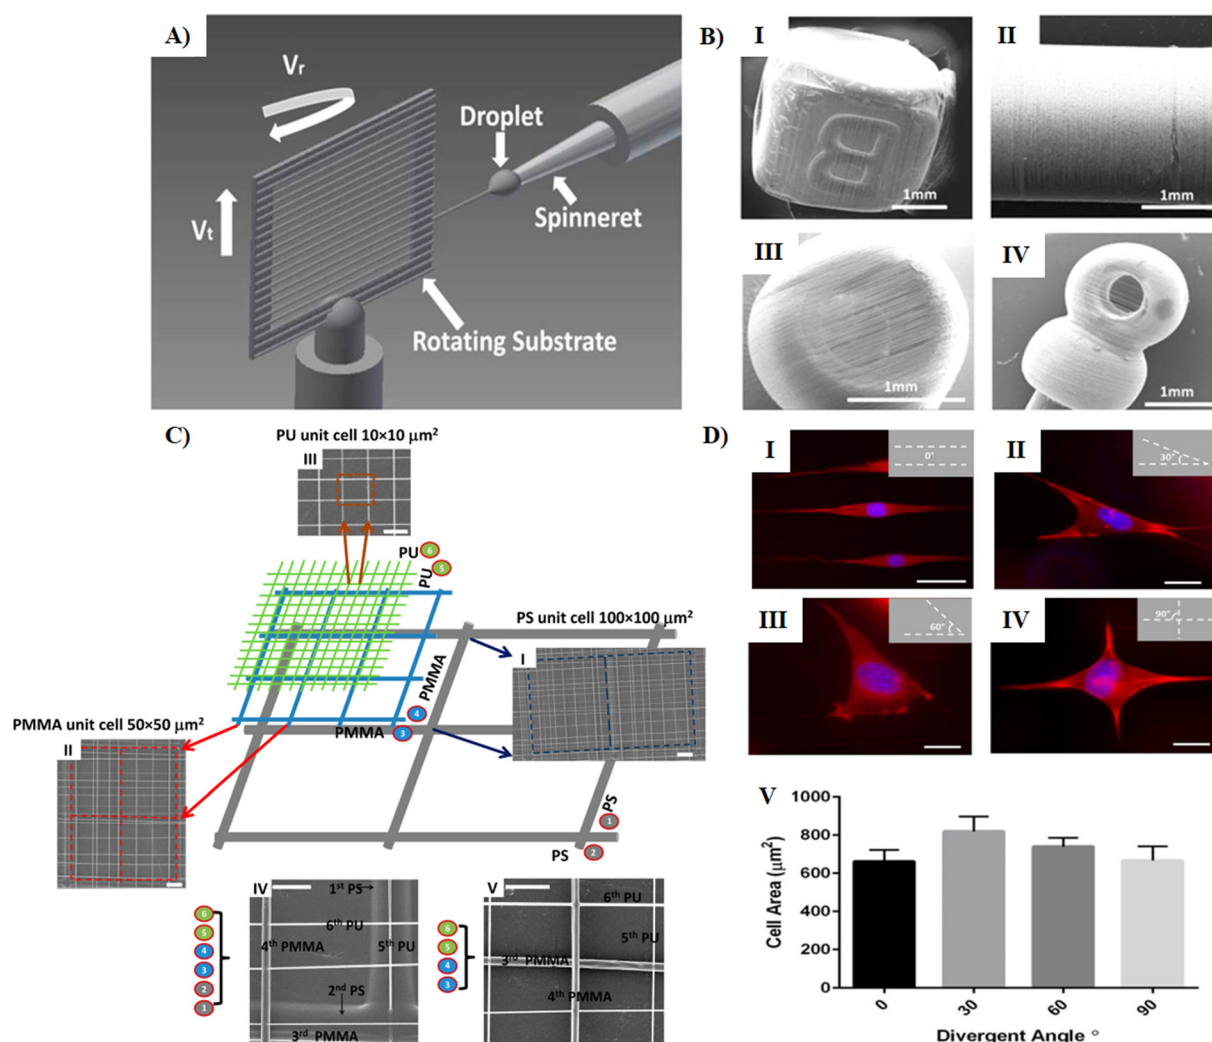 A)
Vr
Droplet
Spinneret
Vt
Rotating Substrate
B)
I
1mm
II
1mm
III
1mm
IV
1mm
C)
PU unit cell 10×10 μm²
III
PU 6
PU 5
PS unit cell 100×100 μm²
I
PMMA
4
PMMA 3
PMMA unit cell 50×50 μm²
II
PS
1
PS 2
IV
1st PS
6th PU
4th PMMA
5th PU
2nd PS
3rd PMMA
6
5
4
3
2
1
V
6th PU
5th PU
3rd PMMA
4th PMMA
6
5
4
3
D)
I
0°
II
30°
III
60°
IV
90°
V
Cell Area (μm²)
1000
800
600
400
200
0
0
30
60
90
Divergent Angle °